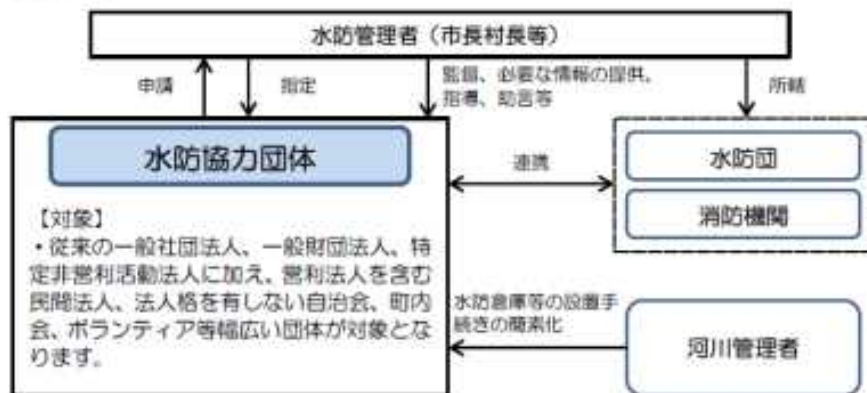 水防管理者（市長村長等）
申請
指定
監督、必要な情報の提供、
指導、助言等
所轄
水防協力団体
【対象】
・従来の一般社団法人、一般財団法人、特
定非営利活動法人に加え、営利法人を含む
民間法人、法人格を有しない自治会、町内
会、ボランティア等幅広い団体が対象とな
ります。
連携
水防団
消防機関
水防倉庫等の設置手
続きの簡素化
河川管理者